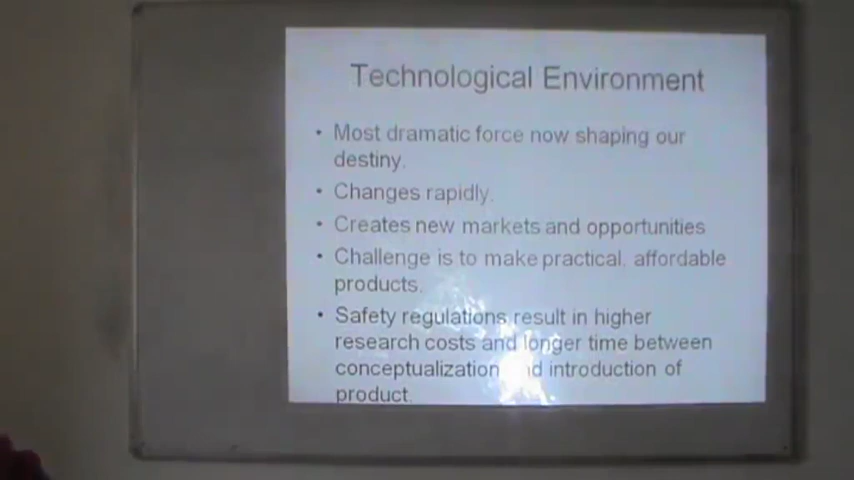 Technological Environment
• Most dramatic force now shaping our
destiny.
• Changes rapidly.
• Creates new markets and opportunities
• Challenge is to make practical, affordable
products.
• Safety regulations result in higher
research costs and longer time between
conceptualization and introduction of
product.